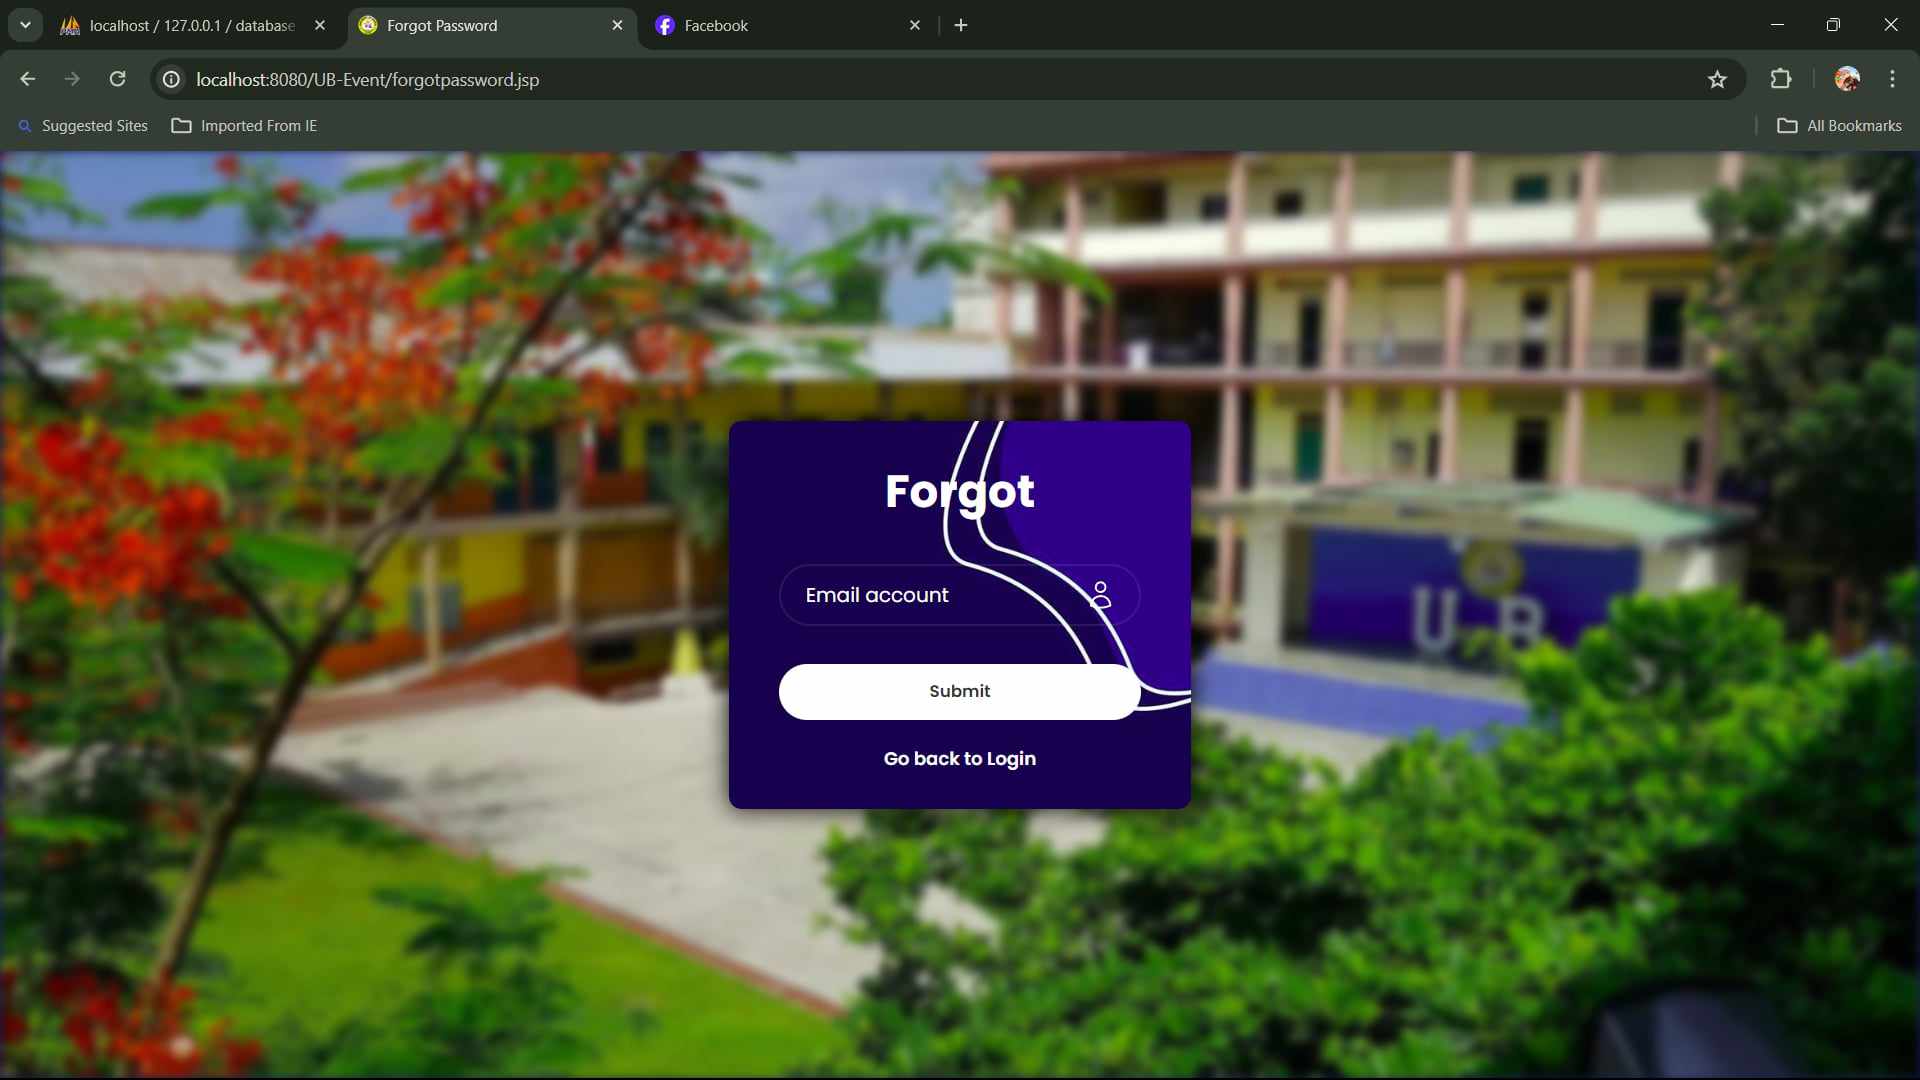 localhost / 127.0.0.1 / database
Forgot Password
Facebook
localhost:8080/UB-Event/forgotpassword.jsp
Suggested Sites
Imported From IE
All Bookmarks
Forgot
Email account
Submit
Go back to Login
U B